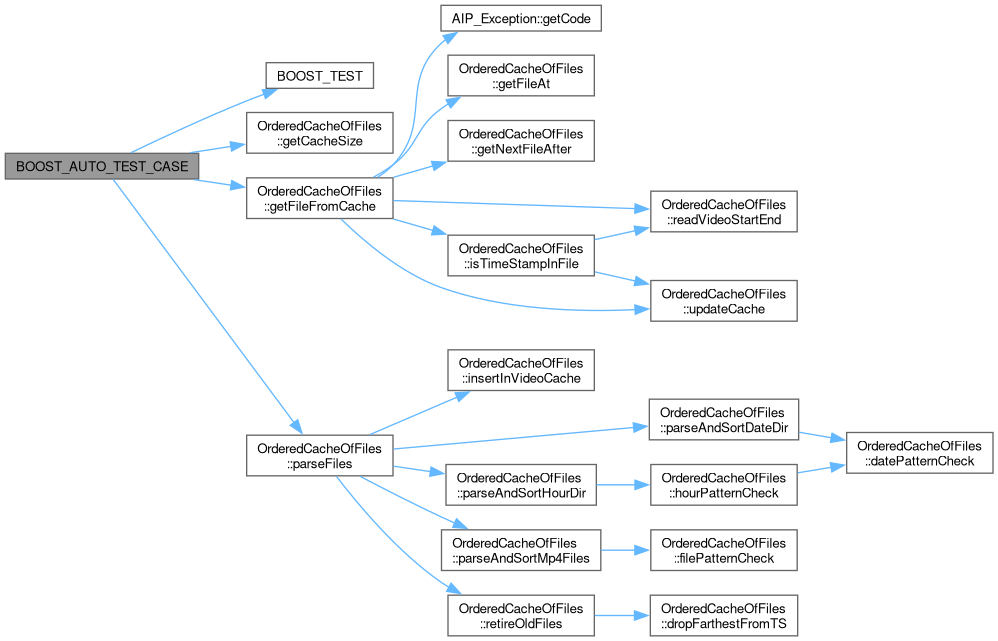 AIP_Exception::getCode
OrderedCacheOfFiles
::getFileAt
BOOST_TEST
OrderedCacheOfFiles
::getCacheSize
OrderedCacheOfFiles
::getNextFileAfter
BOOST_AUTO_TEST_CASE
OrderedCacheOfFiles
::getFileFromCache
OrderedCacheOfFiles
::readVideoStartEnd
OrderedCacheOfFiles
::isTimeStampInFile
OrderedCacheOfFiles
::updateCache
OrderedCacheOfFiles
::insertInVideoCache
OrderedCacheOfFiles
::parseFiles
OrderedCacheOfFiles
::parseAndSortDateDir
OrderedCacheOfFiles
::datePatternCheck
OrderedCacheOfFiles
::parseAndSortHourDir
OrderedCacheOfFiles
::hourPatternCheck
OrderedCacheOfFiles
::parseAndSortMp4Files
OrderedCacheOfFiles
::filePatternCheck
OrderedCacheOfFiles
::retireOldFiles
OrderedCacheOfFiles
::dropFarthestFromTS